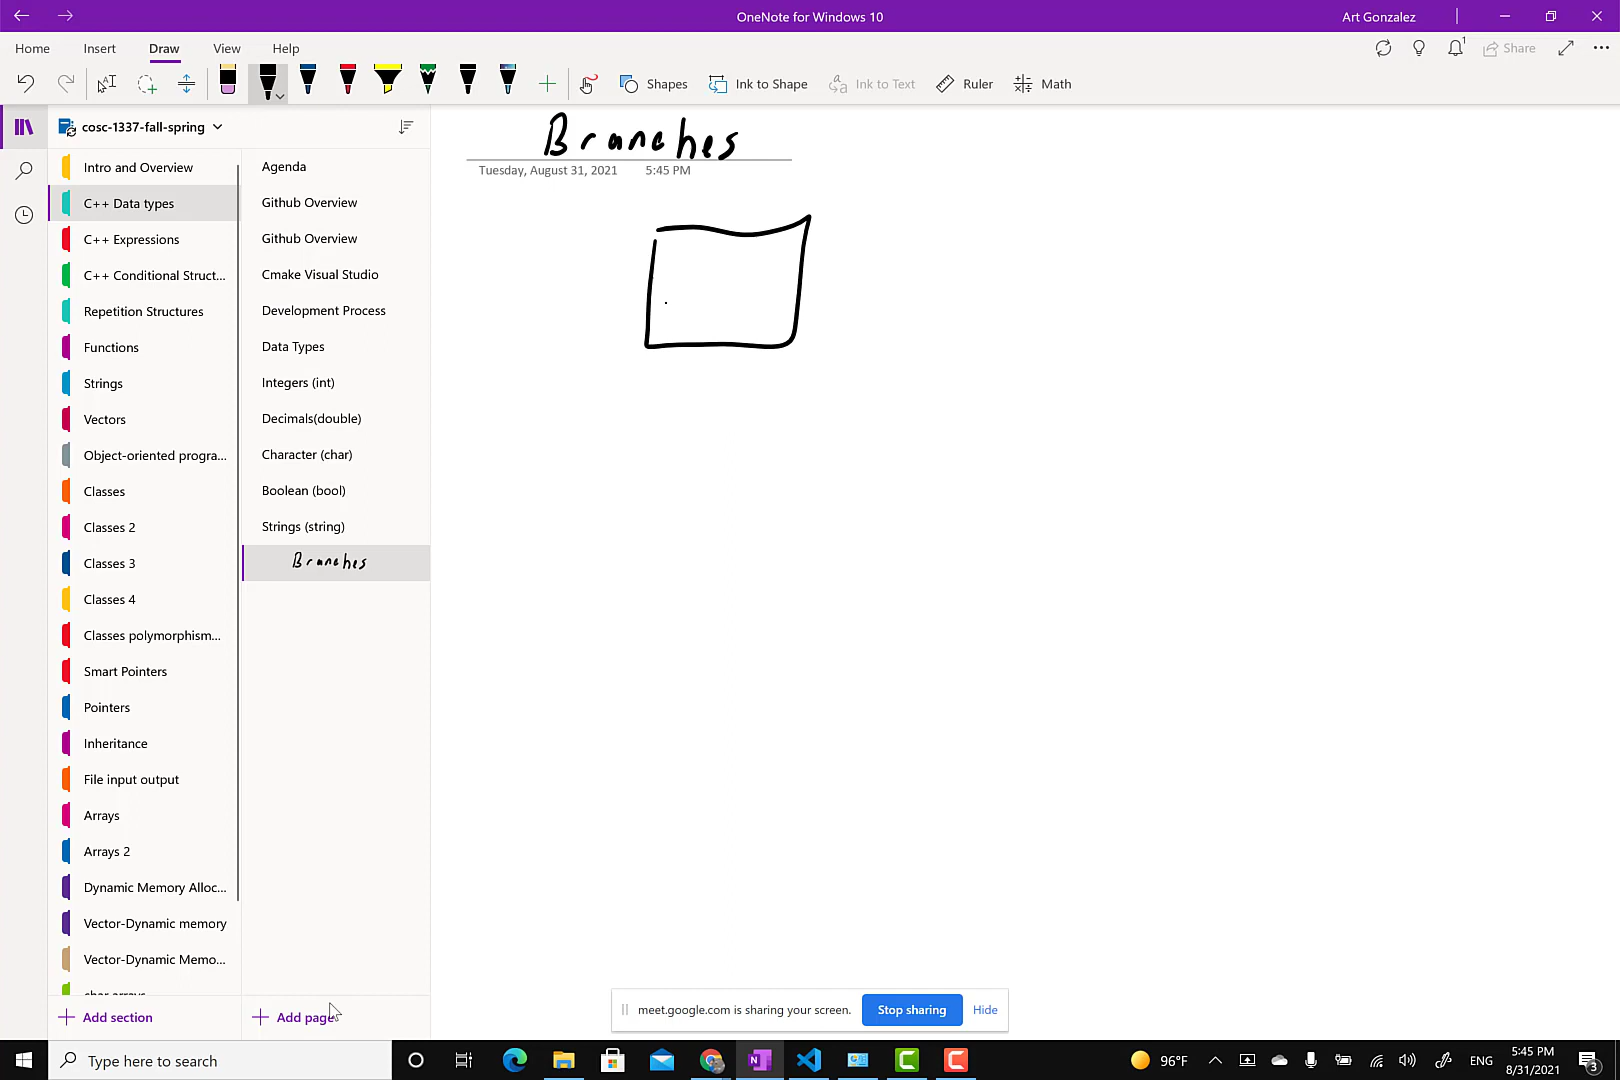 OneNote for Windows 10
Art Gonzalez
Home Insert Draw View Help
1 Share
Shapes Ink to Shape Ink to Text Ruler Math
cosc-1337-fall-spring
Intro and Overview
C++ Data types
C++ Expressions
C++ Conditional Struct...
Repetition Structures
Functions
Strings
Vectors
Object-oriented progra...
Classes
Classes 2
Classes 3
Classes 4
Classes polymorphism...
Smart Pointers
Pointers
Inheritance
File input output
Arrays
Arrays 2
Dynamic Memory Alloc...
Vector-Dynamic memory
Vector-Dynamic Memo...
char arrays
Add section
Agenda
Github Overview
Github Overview
Cmake Visual Studio
Development Process
Data Types
Integers (int)
Decimals(double)
Character (char)
Boolean (bool)
Strings (string)
Branches
Add page
Branches
Tuesday, August 31, 2021 5:45 PM
meet.google.com is sharing your screen. Stop sharing Hide
Type here to search
96°F
ENG
5:45 PM
8/31/2021
3